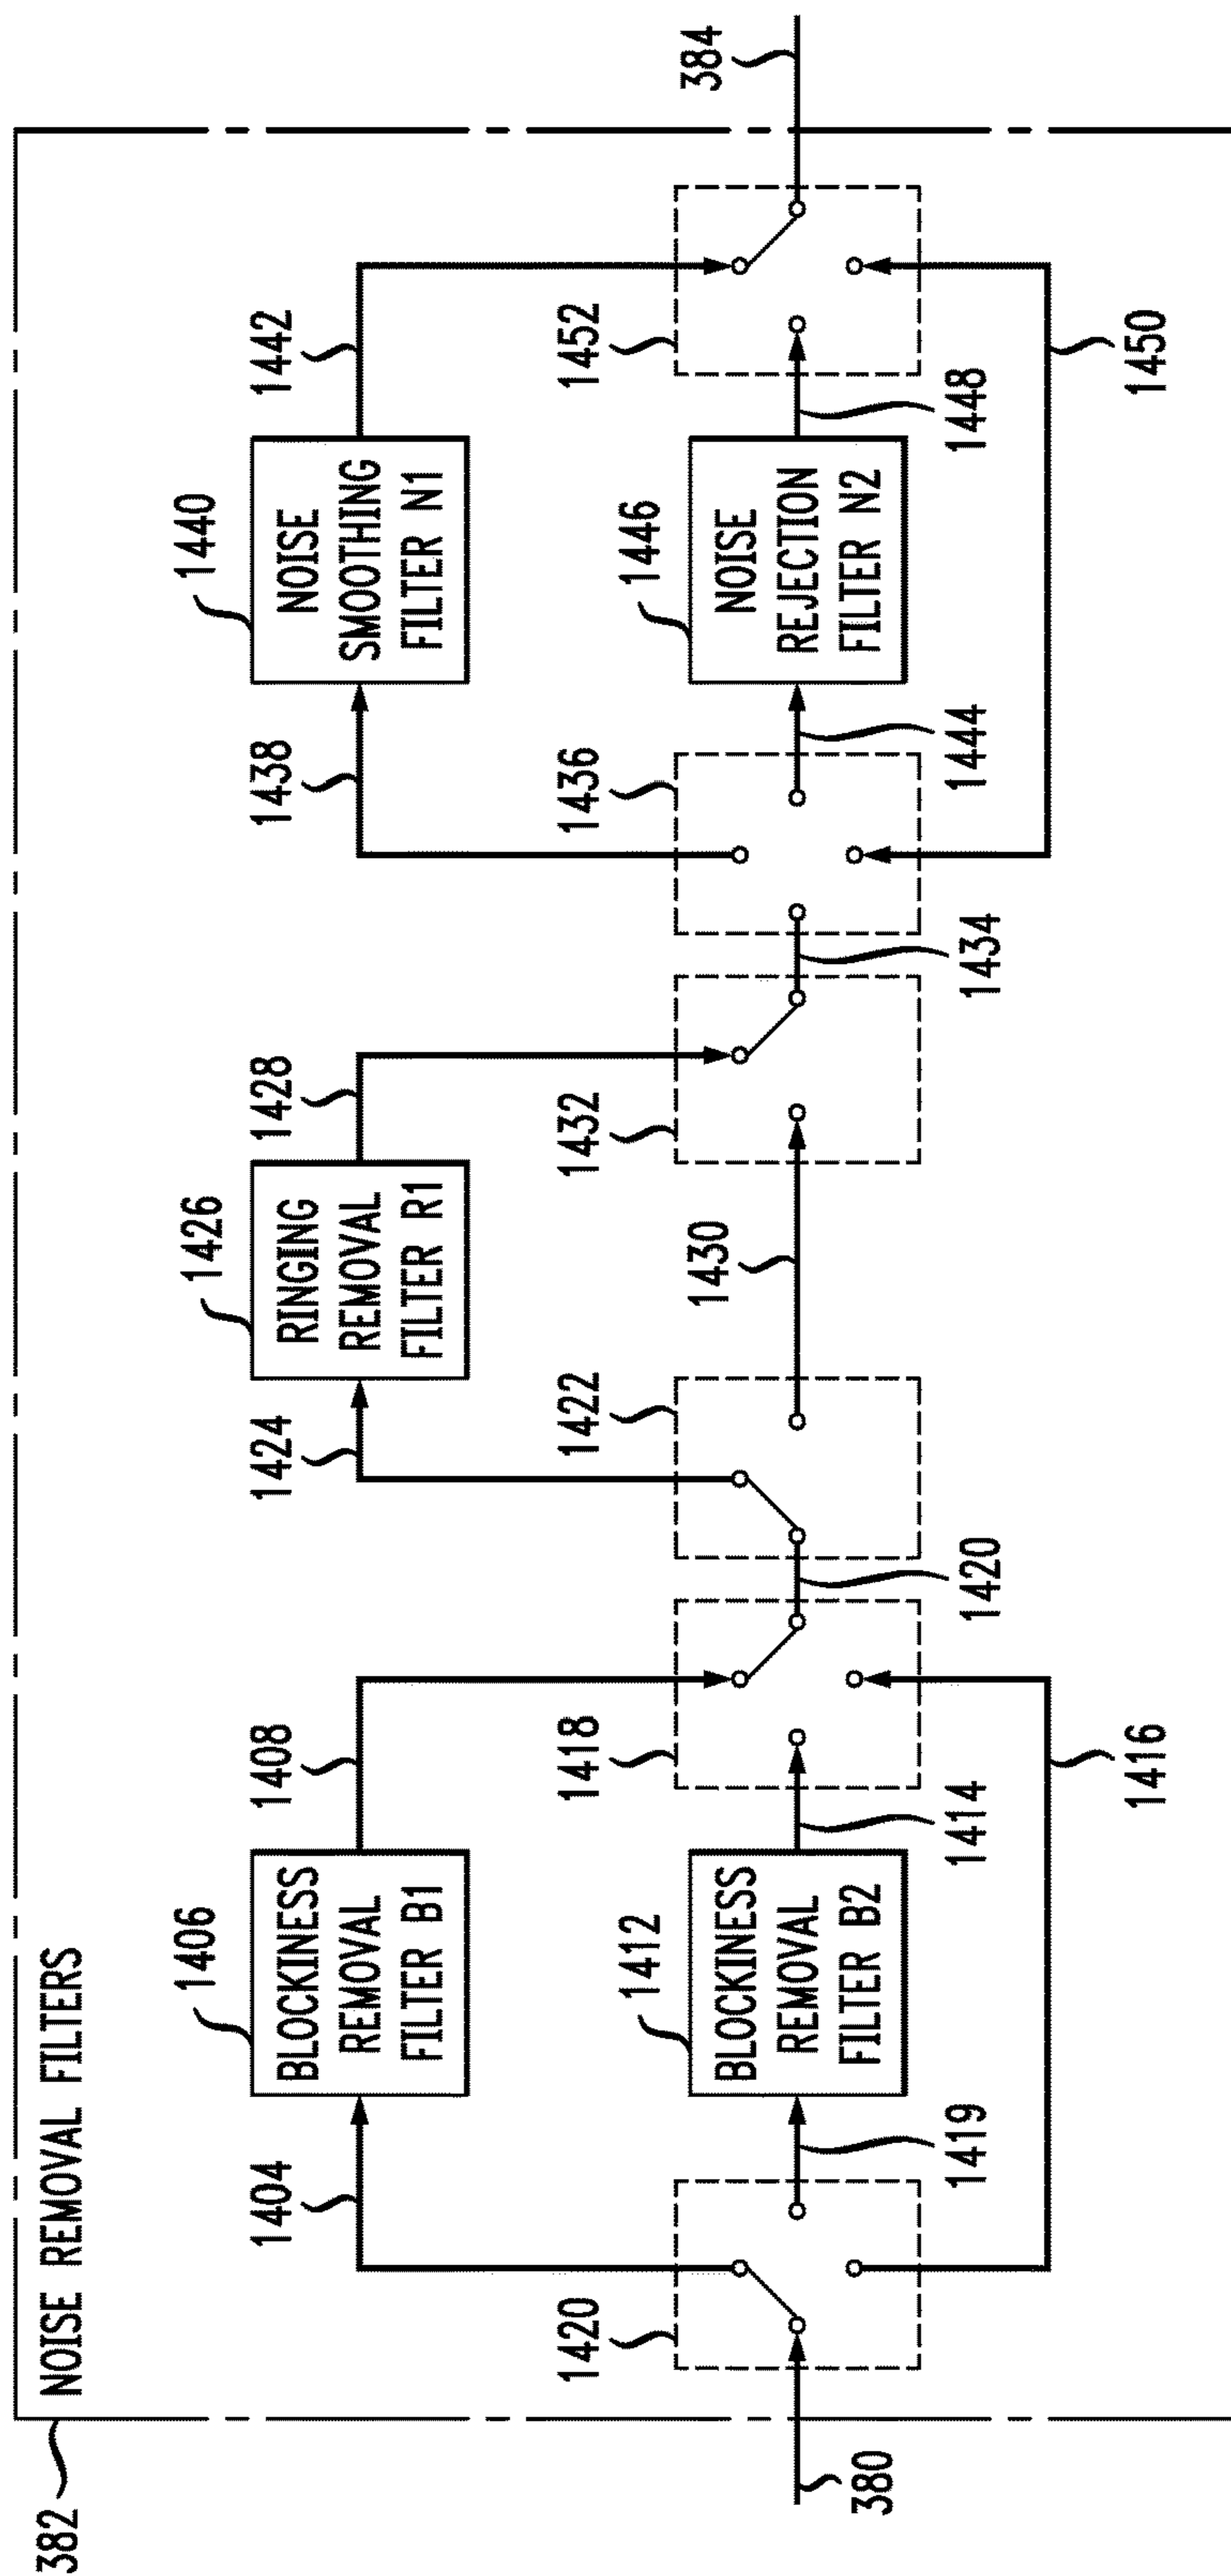 382
NOISE REMOVAL FILTERS
1406
BLOCKINESS
REMOVAL
FILTER B1
1404
1408
1426
RINGING
REMOVAL
FILTER R1
1424
1428
1440
NOISE
SMOOTHING
FILTER N1
1438
1442
1420
1412
BLOCKINESS
REMOVAL
FILTER B2
1418
1422
1430
1432
1436
1446
NOISE
REJECTION
FILTER N2
1452
384
380
1419
1414
1420
1434
1444
1448
1416
1450